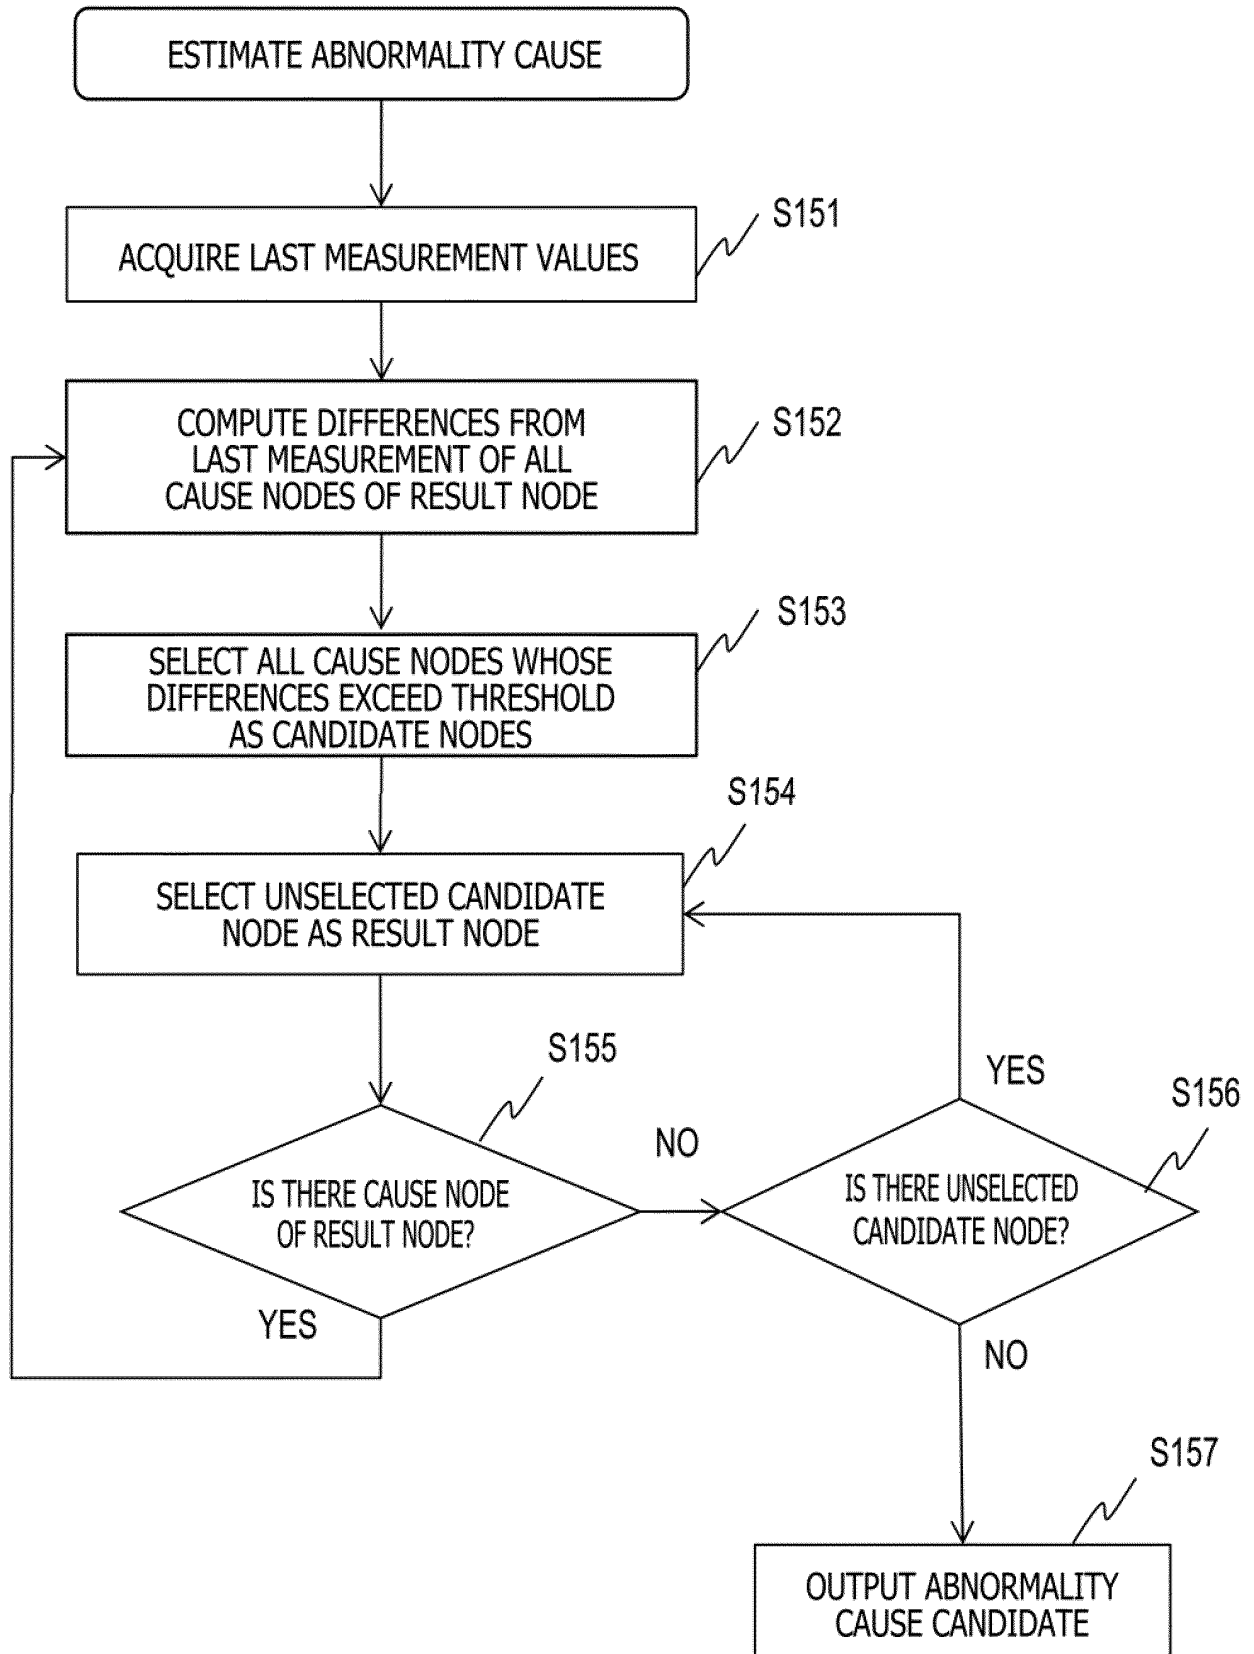 ESTIMATE ABNORMALITY CAUSE
S151
ACQUIRE LAST MEASUREMENT VALUES
S152
COMPUTE DIFFERENCES FROM
LAST MEASUREMENT OF ALL
CAUSE NODES OF RESULT NODE
S153
SELECT ALL CAUSE NODES WHOSE
DIFFERENCES EXCEED THRESHOLD
AS CANDIDATE NODES
S154
SELECT UNSELECTED CANDIDATE
NODE AS RESULT NODE
S155
IS THERE CAUSE NODE
OF RESULT NODE?
YES
NO
S156
YES
IS THERE UNSELECTED
CANDIDATE NODE?
NO
S157
OUTPUT ABNORMALITY
CAUSE CANDIDATE